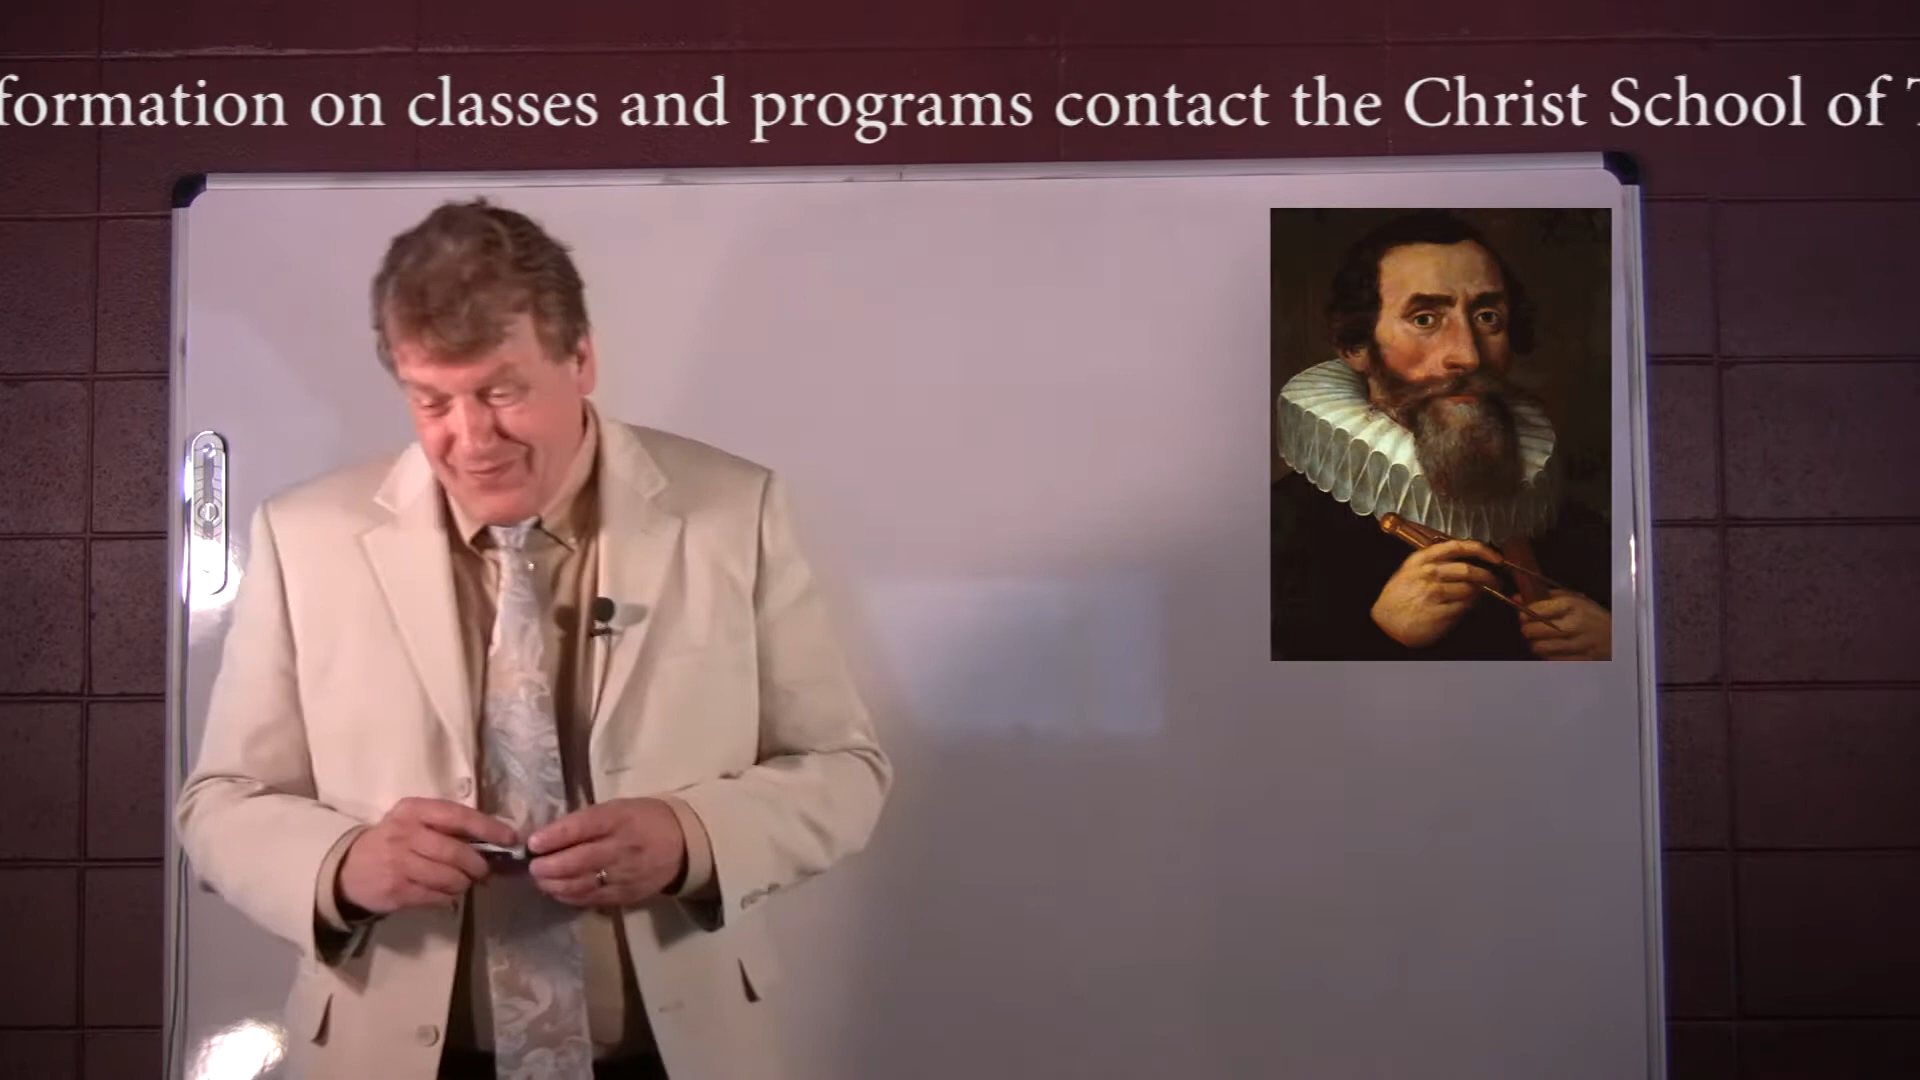 formation on classes and programs contact the Christ School of